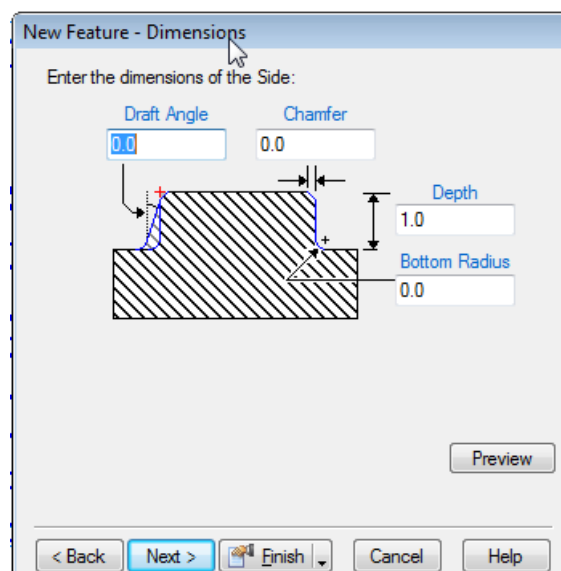 New Feature - Dimensions
Enter the dimensions of the Side:
Draft Angle Chamfer
0.0 0.0
Depth
1.0
Bottom Radius
0.0
Preview
< Back Next > Finish Cancel Help